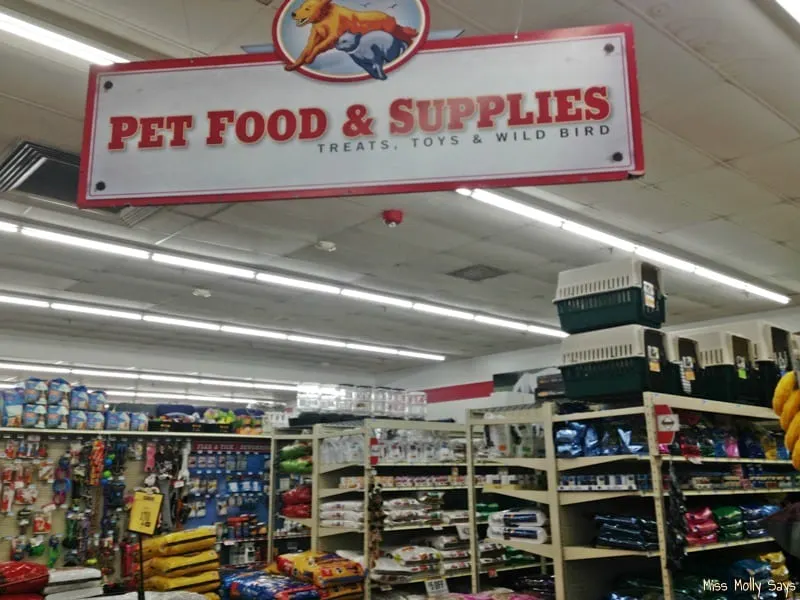 PET FOOD & SUPPLIES
TREATS, TOYS & WILD BIRD
Miss Molly Says